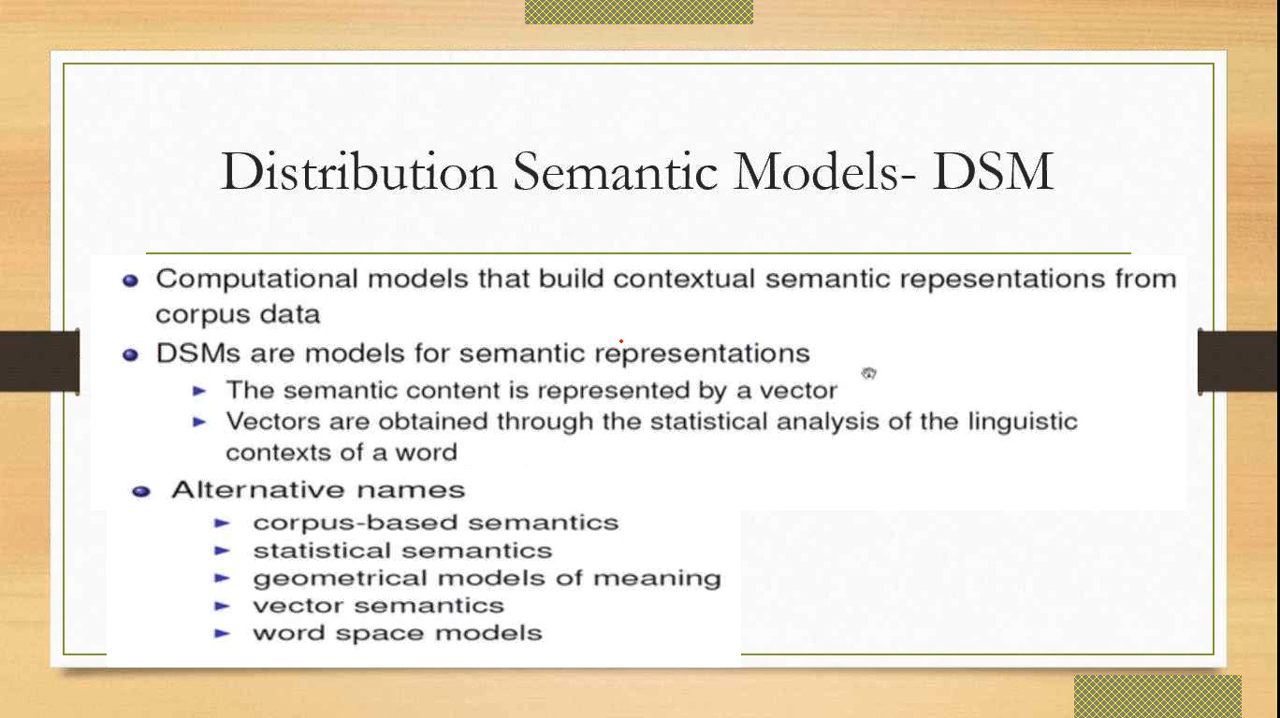 Distribution Semantic Models- DSM
Computational models that build contextual semantic repesentations from
corpus data
DSMs are models for semantic representations
The semantic content is represented by a vector
Vectors are obtained through the statistical analysis of the linguistic
contexts of a word
Alternative names
corpus-based semantics
statistical semantics
geometrical models of meaning
vector semantics
word space models